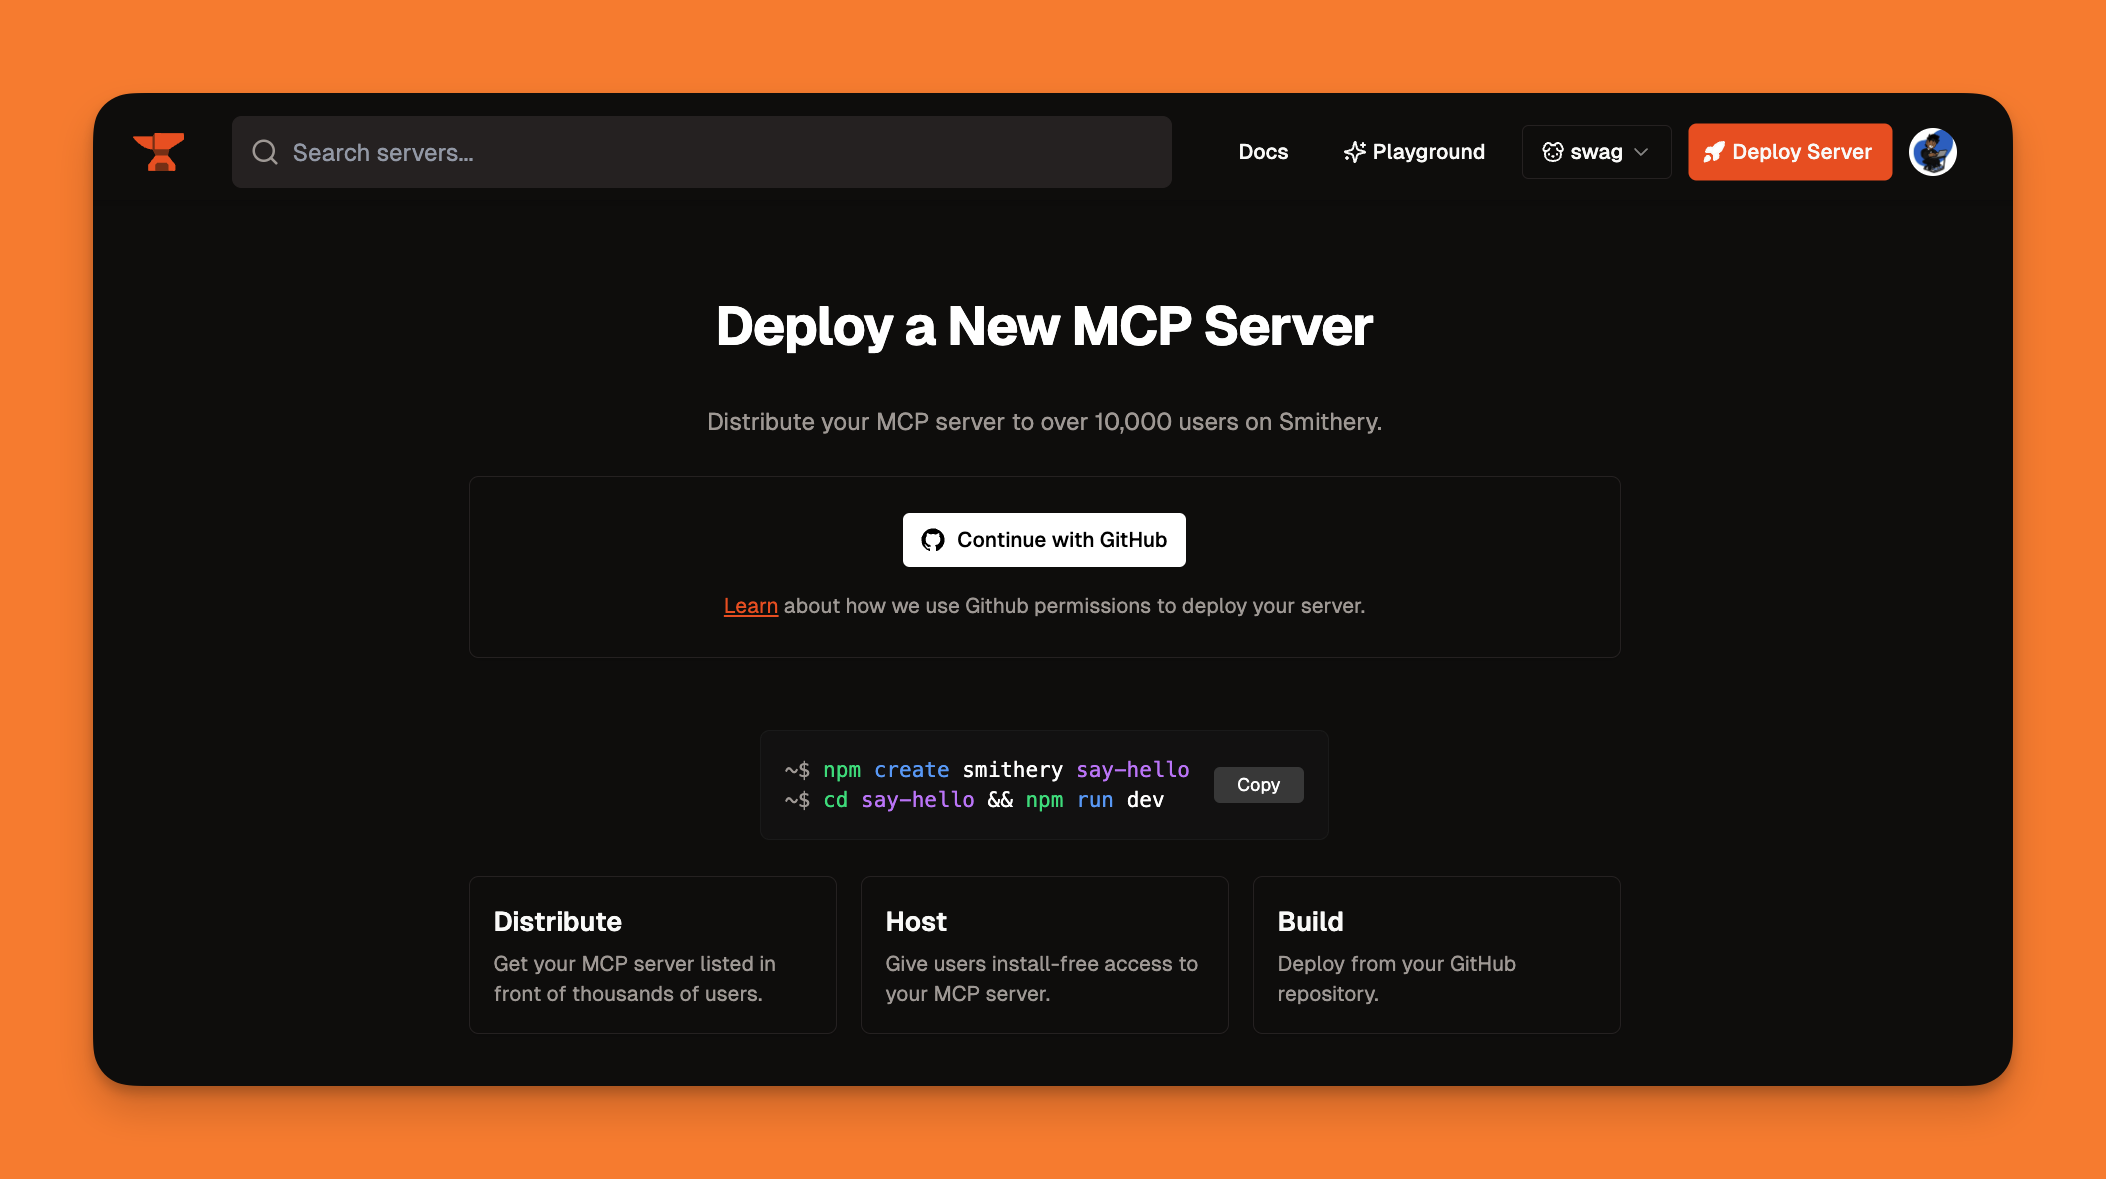 Search servers...
Docs
Playground
swag
Deploy Server
Deploy a New MCP Server
Distribute your MCP server to over 10,000 users on Smithery.
Continue with GitHub
Learn about how we use Github permissions to deploy your server.
~$ npm create smithery say-hello
~$ cd say-hello && npm run dev
Copy
Distribute
Get your MCP server listed in
front of thousands of users.
Host
Give users install-free access to
your MCP server.
Build
Deploy from your GitHub
repository.